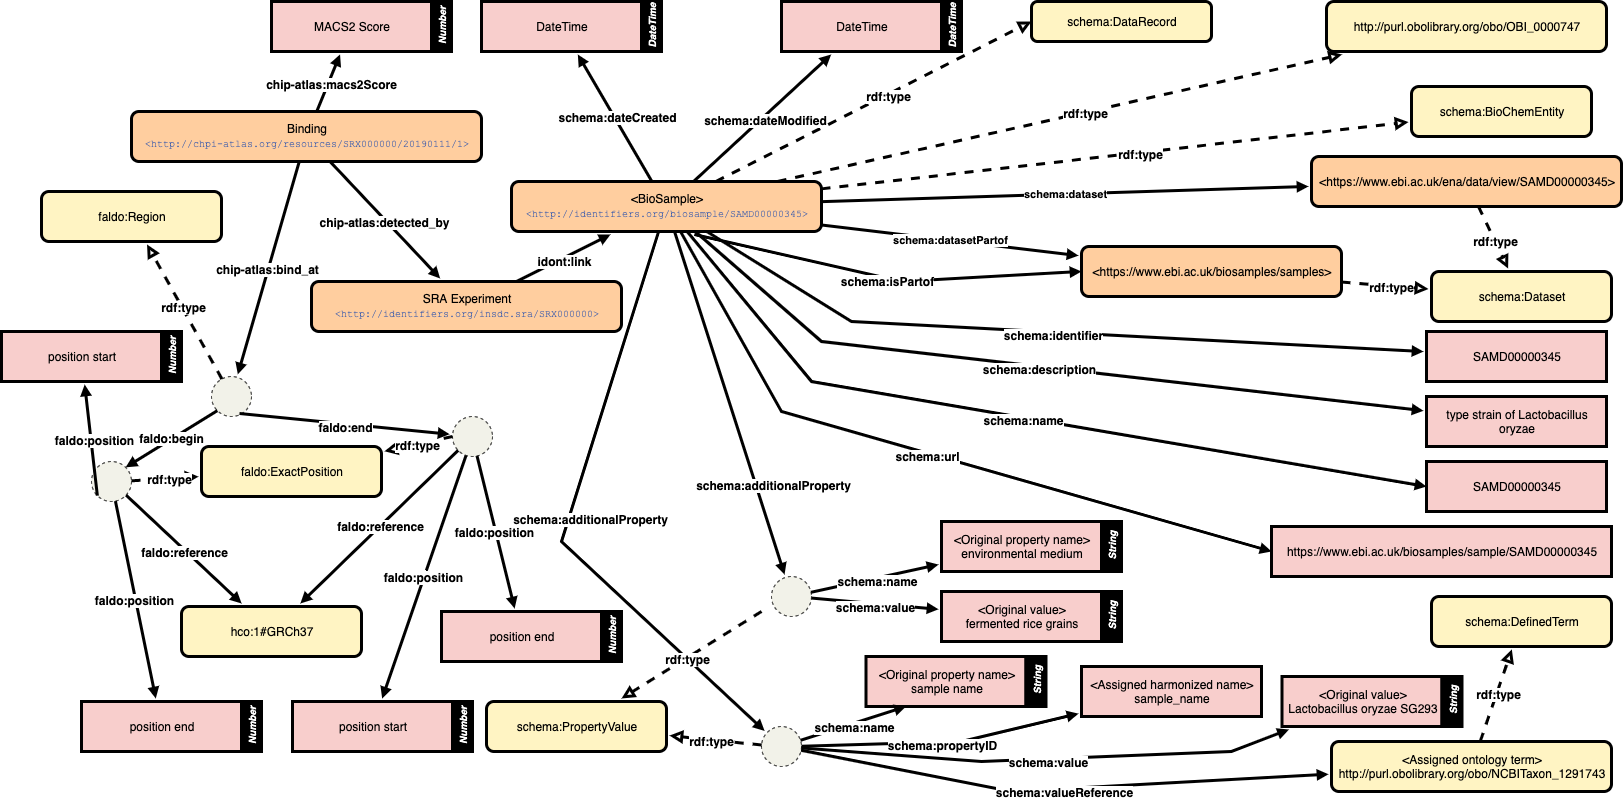 MACS2 Score
Number
DateTime
DateTime
DateTime
DateTime
schema:DataRecord
http://purl.obolibrary.org/obo/OBI_0000747
chip-atlas:macs2Score
rdf:type
rdf:type
schema:BioChemEntity
schema:dateCreated
schema:dateModified
Binding
<http://chpi-atlas.org/resources/SRX000000/20190111/1>
rdf:type
<https://www.ebi.ac.uk/ena/data/view/SAMD00000345>
<BioSample>
<http://identifiers.org/biosample/SAMD00000345>
schema:dataset
faldo:Region
chip-atlas:detected_by
schema:datasetPartof
rdf:type
idont:link
chip-atlas:bind_at
schema:isPartof
<https://www.ebi.ac.uk/biosamples/samples>
rdf:type
schema:Dataset
SRA Experiment
<http://identifiers.org/insdc.sra/SRX000000>
rdf:type
schema:identifier
position start
Number
SAMD00000345
schema:description
type strain of Lactobacillus
oryzae
schema:name
faldo:end
faldo:position
faldo:begin
rdf:type
schema:url
faldo:ExactPosition
rdf:type
schema:additionalProperty
SAMD00000345
schema:additionalProperty
faldo:reference
faldo:position
<Original property name>
environmental medium
String
https://www.ebi.ac.uk/biosamples/sample/SAMD00000345
faldo:reference
faldo:position
schema:name
faldo:position
schema:value
<Original value>
fermented rice grains
String
schema:DefinedTerm
hco:1#GRCh37
position end
Number
rdf:type
<Original property name>
sample name
String
<Assigned harmonized name>
sample_name
<Original value>
Lactobacillus oryzae SG293
String
rdf:type
position end
Number
position start
Number
schema:PropertyValue
rdf:type
schema:name
schema:propertyID
schema:value
<Assigned ontology term>
http://purl.obolibrary.org/obo/NCBITaxon_1291743
schema:valueReference